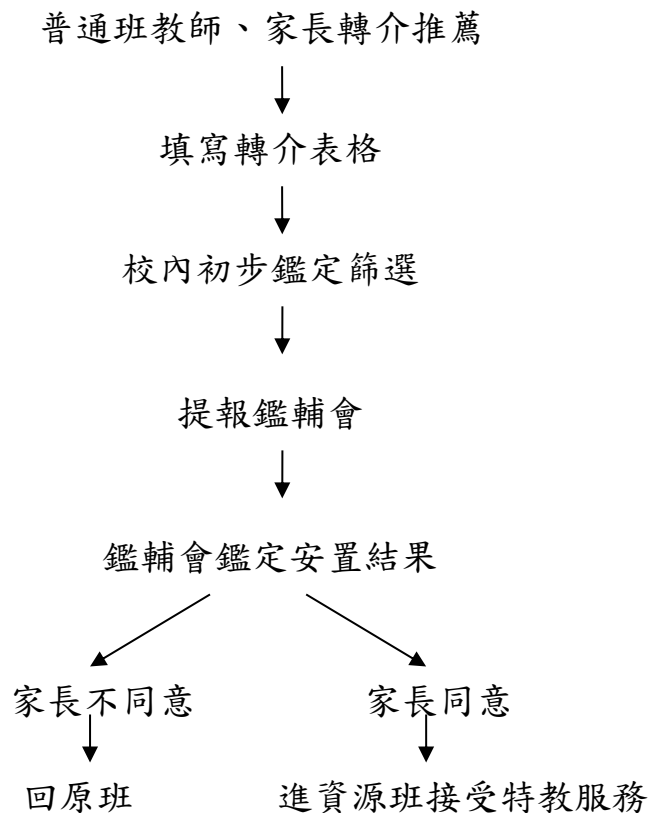 普通班教師、家長轉介推薦
填寫轉介表格
校內初步鑑定篩選
提報鑑輔會
鑑輔會鑑定安置結果
家長不同意
家長同意
回原班
進資源班接受特教服務